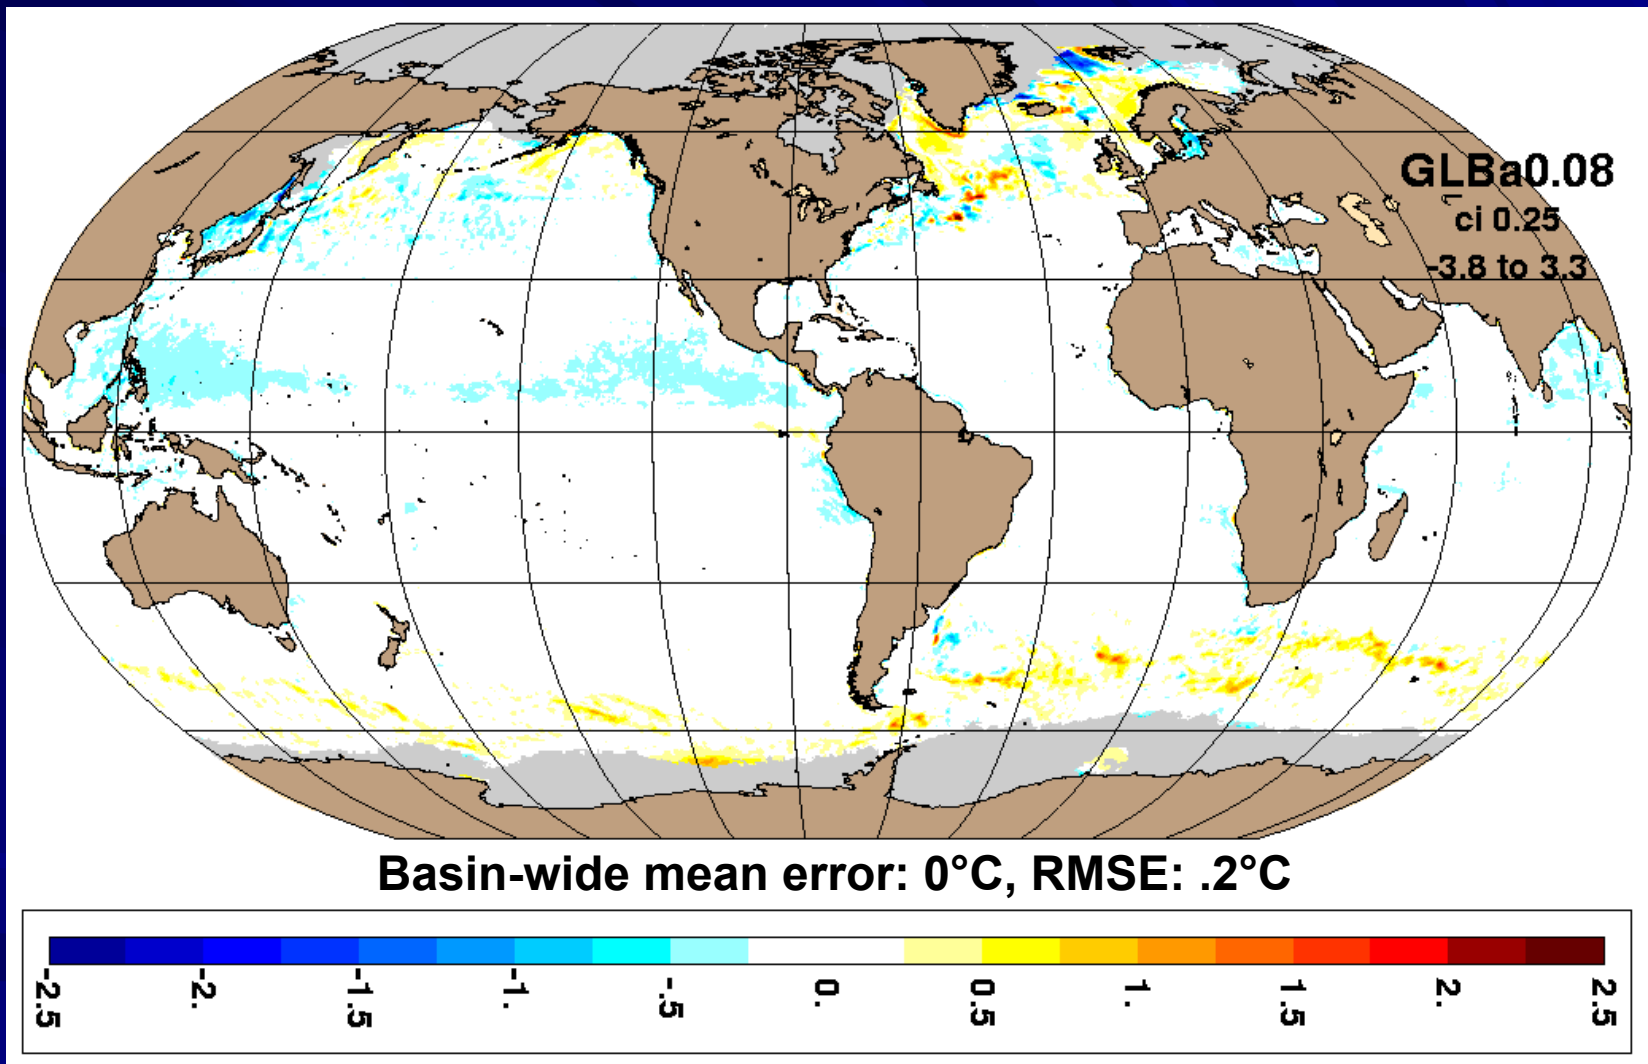 GLBa0.08
ci 0.25
-3.8 to 3.3
Basin-wide mean error: 0°C, RMSE: .2°C
-2.5 -2. -1.5 -1. -.5 0. 0.5 1. 1.5 2. 2.5